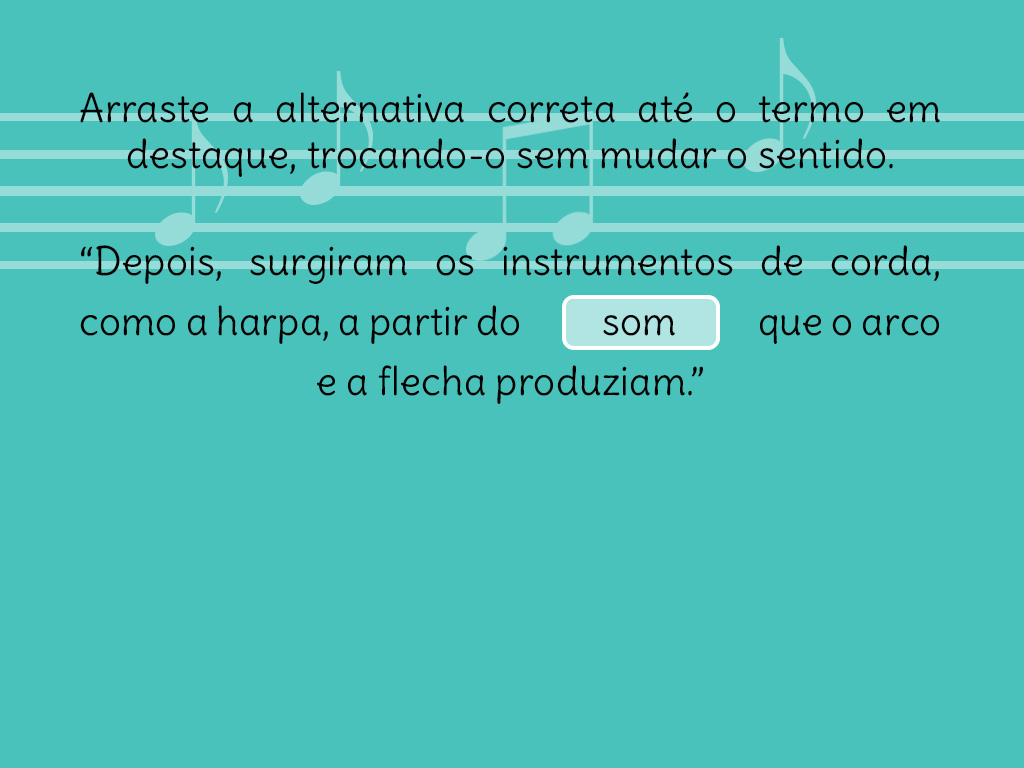 Arraste a alternativa correta até o termo em
destaque, trocando-o sem mudar o sentido.
“Depois, surgiram os instrumentos de corda,
como a harpa, a partir do som que o arco
e a flecha produziam.”